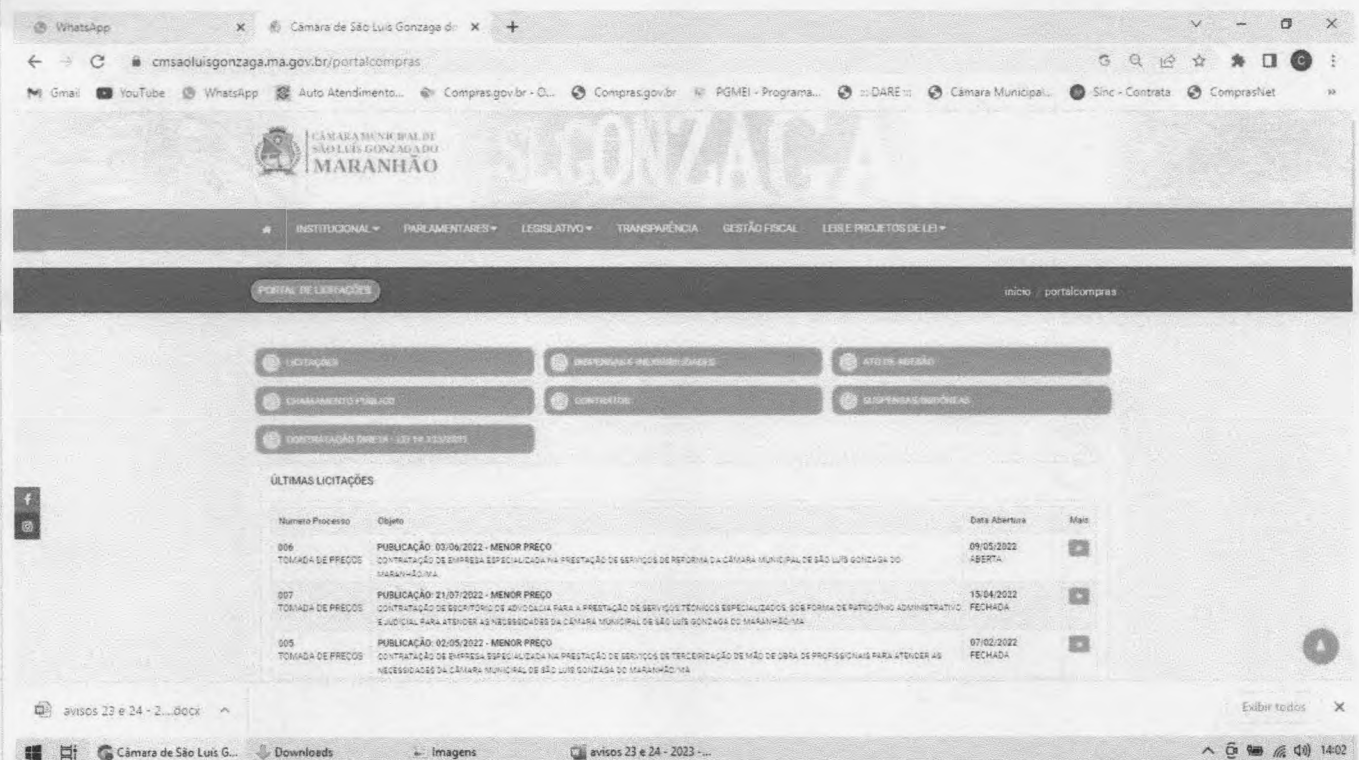 WhatsApp
Câmara de São Luís Gonzaga d
cmsaoluisgonzaga.ma.gov.br/portalcompras
Gmail YouTube WhatsApp Auto Atendimento... Compras.gov.br - O... Compras.gov.br PGMEI - Programa... ::: DARE ::: Câmara Municipal... Sinc - Contrata ComprasNet
CÂMARA MUNICIPAL DE
SÃO LUÍS GONZAGA DO
MARANHÃO
INSTITUCIONAL PARLAMENTARES LEGISLATIVO TRANSPARÊNCIA GESTÃO FISCAL LEIS E PROJETOS DE LEI
PORTAL DE LICITAÇÕES
início / portalcompras
LICITAÇÕES
DISPENSAS E INEXIGIBILIDADES
ATO DE ADESÃO
CHAMAMENTO PÚBLICO
CONTRATOS
SUSPENSAS/INIDÔNEAS
CONTRATAÇÃO DIRETA - LEI 14.133/2021
ÚLTIMAS LICITAÇÕES
Numero Processo Objeto Data Abertura Mais
006 PUBLICAÇÃO: 03/06/2022 - MENOR PREÇO 09/05/2022
TOMADA DE PREÇOS CONTRATAÇÃO DE EMPRESA ESPECIALIZADA NA PRESTAÇÃO DE SERVIÇOS DE REFORMA DA CÂMARA MUNICIPAL DE SÃO LUÍS GONZAGA DO ABERTA
MARANHÃO/MA
007 PUBLICAÇÃO: 21/07/2022 - MENOR PREÇO 15/04/2022
TOMADA DE PREÇOS CONTRATAÇÃO DE ESCRITÓRIO DE ADVOCACIA PARA A PRESTAÇÃO DE SERVIÇOS TÉCNICOS ESPECIALIZADOS, SOB FORMA DE PATROCÍNIO ADMINISTRATIVO FECHADA
E JUDICIAL PARA ATENDER AS NECESSIDADES DA CÂMARA MUNICIPAL DE SÃO LUÍS GONZAGA DO MARANHÃO/MA
005 PUBLICAÇÃO: 02/05/2022 - MENOR PREÇO 07/02/2022
TOMADA DE PREÇOS CONTRATAÇÃO DE EMPRESA ESPECIALIZADA NA PRESTAÇÃO DE SERVIÇOS DE TERCEIRIZAÇÃO DE MÃO DE OBRA DE PROFISSIONAIS PARA ATENDER AS FECHADA
NECESSIDADES DA CÂMARA MUNICIPAL DE SÃO LUÍS GONZAGA DO MARANHÃO/MA
avisos 23 e 24 - 2....docx
Exibir todos
Câmara de São Luís G... Downloads Imagens avisos 23 e 24 - 2023 -... 14:02